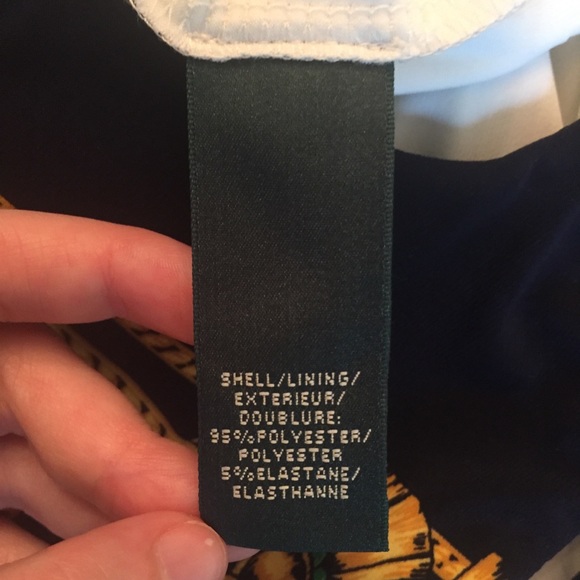 SHELL/LINING/
EXTERIEUR/
DOUBLURE:
95%POLYESTER/
POLYESTER
5%ELASTANE/
ELASTHANNE